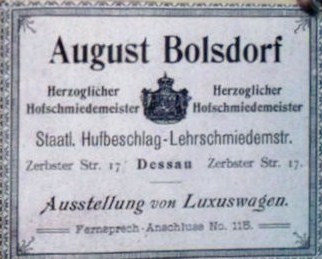 August Bolsdorf
Herzoglicher Hofschmiedemeister
Herzoglicher Hofschmiedemeister
Staatl. Hufbeschlag-Lehrschmiedemstr.
Zerbster Str. 17 Dessau Zerbster Str. 17.
Ausstellung von Luxuswagen.
Fernsprech-Anschluss No. 115.